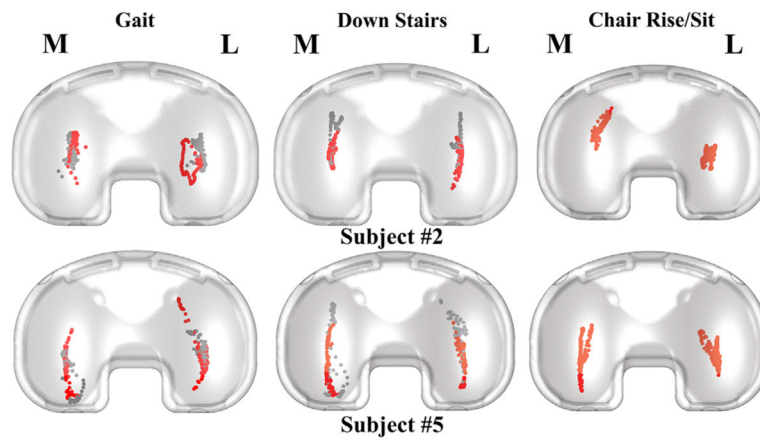 Gait Down Stairs Chair Rise/Sit
M L M L M L
Subject #2
Subject #5